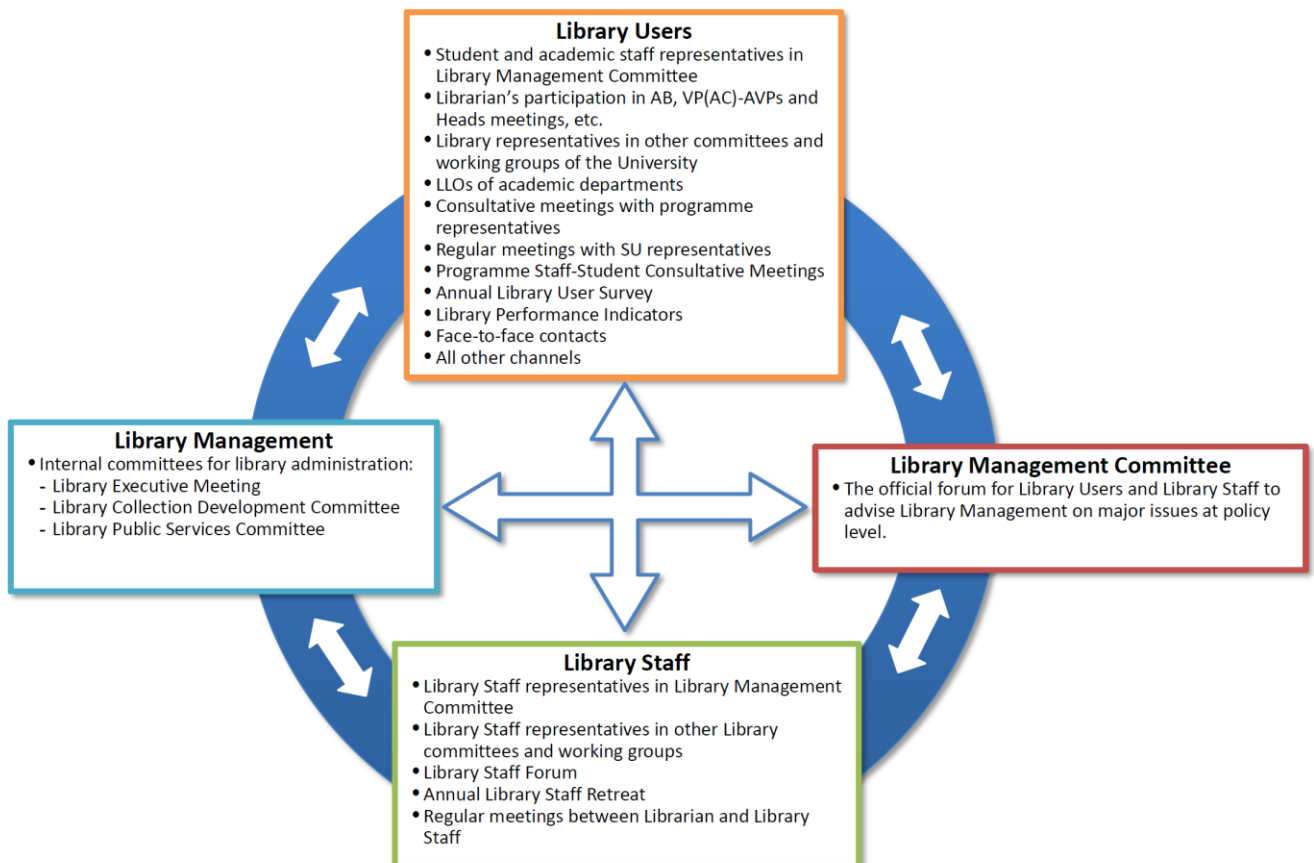 Library Users
• Student and academic staff representatives in
Library Management Committee
• Librarian’s participation in AB, VP(AC)-AVPs and
Heads meetings, etc.
• Library representatives in other committees and
working groups of the University
• LLOs of academic departments
• Consultative meetings with programme
representatives
• Regular meetings with SU representatives
• Programme Staff-Student Consultative Meetings
• Annual Library User Survey
• Library Performance Indicators
• Face-to-face contacts
• All other channels
Library Management
• Internal committees for library administration:
- Library Executive Meeting
- Library Collection Development Committee
- Library Public Services Committee
Library Management Committee
• The official forum for Library Users and Library Staff to
advise Library Management on major issues at policy
level.
Library Staff
• Library Staff representatives in Library Management
Committee
• Library Staff representatives in other Library
committees and working groups
• Library Staff Forum
• Annual Library Staff Retreat
• Regular meetings between Librarian and Library
Staff